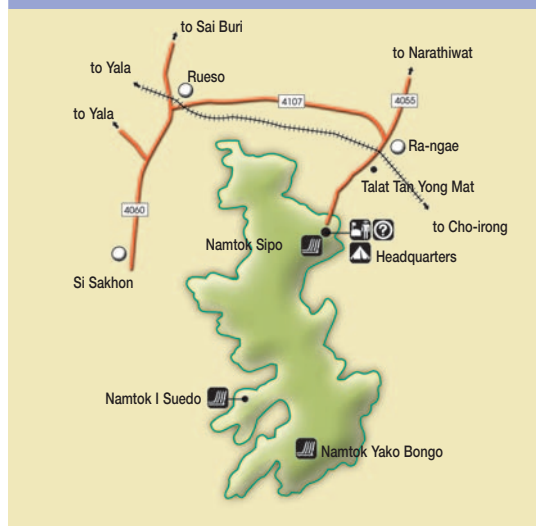 to Sai Buri
to Narathiwat
to Yala
Rueso
4107
4055
to Yala
Ra-ngae
Talat Tan Yong Mat
4060
to Cho-irong
Namtok Sipo
?
Headquarters
Si Sakhon
Namtok I Suedo
Namtok Yako Bongo